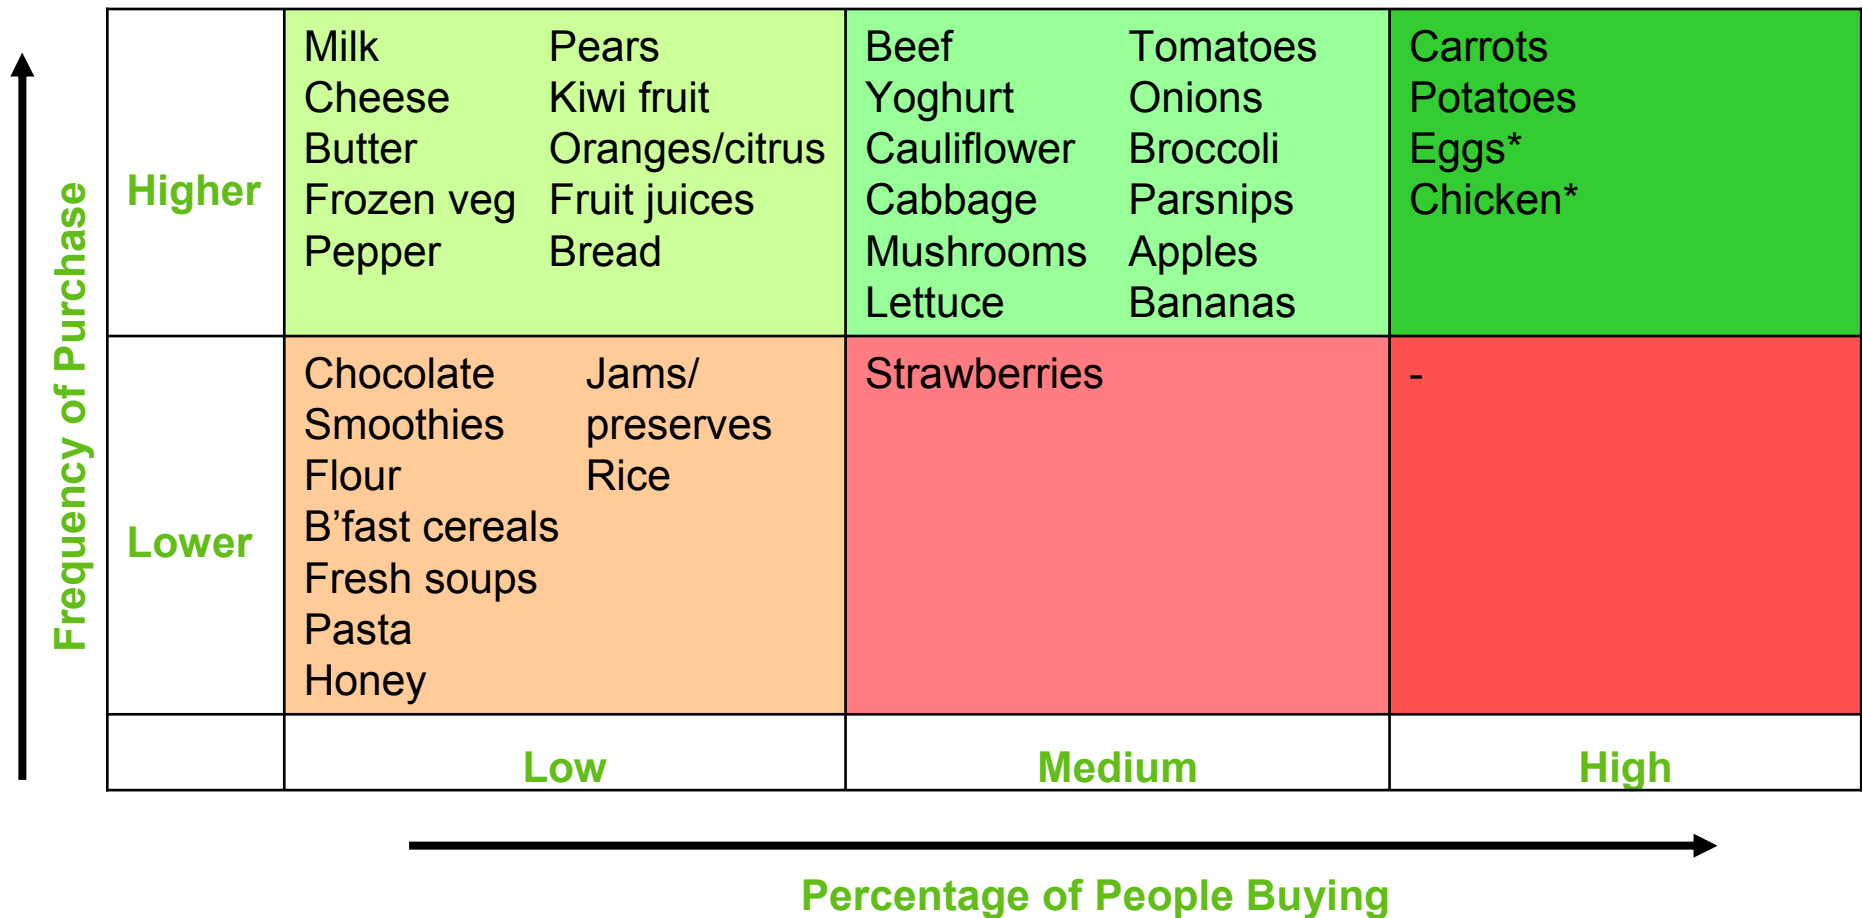 Frequency of Purchase
Higher
Milk Pears
Cheese Kiwi fruit
Butter Oranges/citrus
Frozen veg Fruit juices
Pepper Bread
Beef Tomatoes
Yoghurt Onions
Cauliflower Broccoli
Cabbage Parsnips
Mushrooms Apples
Lettuce Bananas
Carrots
Potatoes
Eggs*
Chicken*
Lower
Chocolate Jams/
Smoothies preserves
Flour Rice
B’fast cereals
Fresh soups
Pasta
Honey
Strawberries
-
Low Medium High
Percentage of People Buying